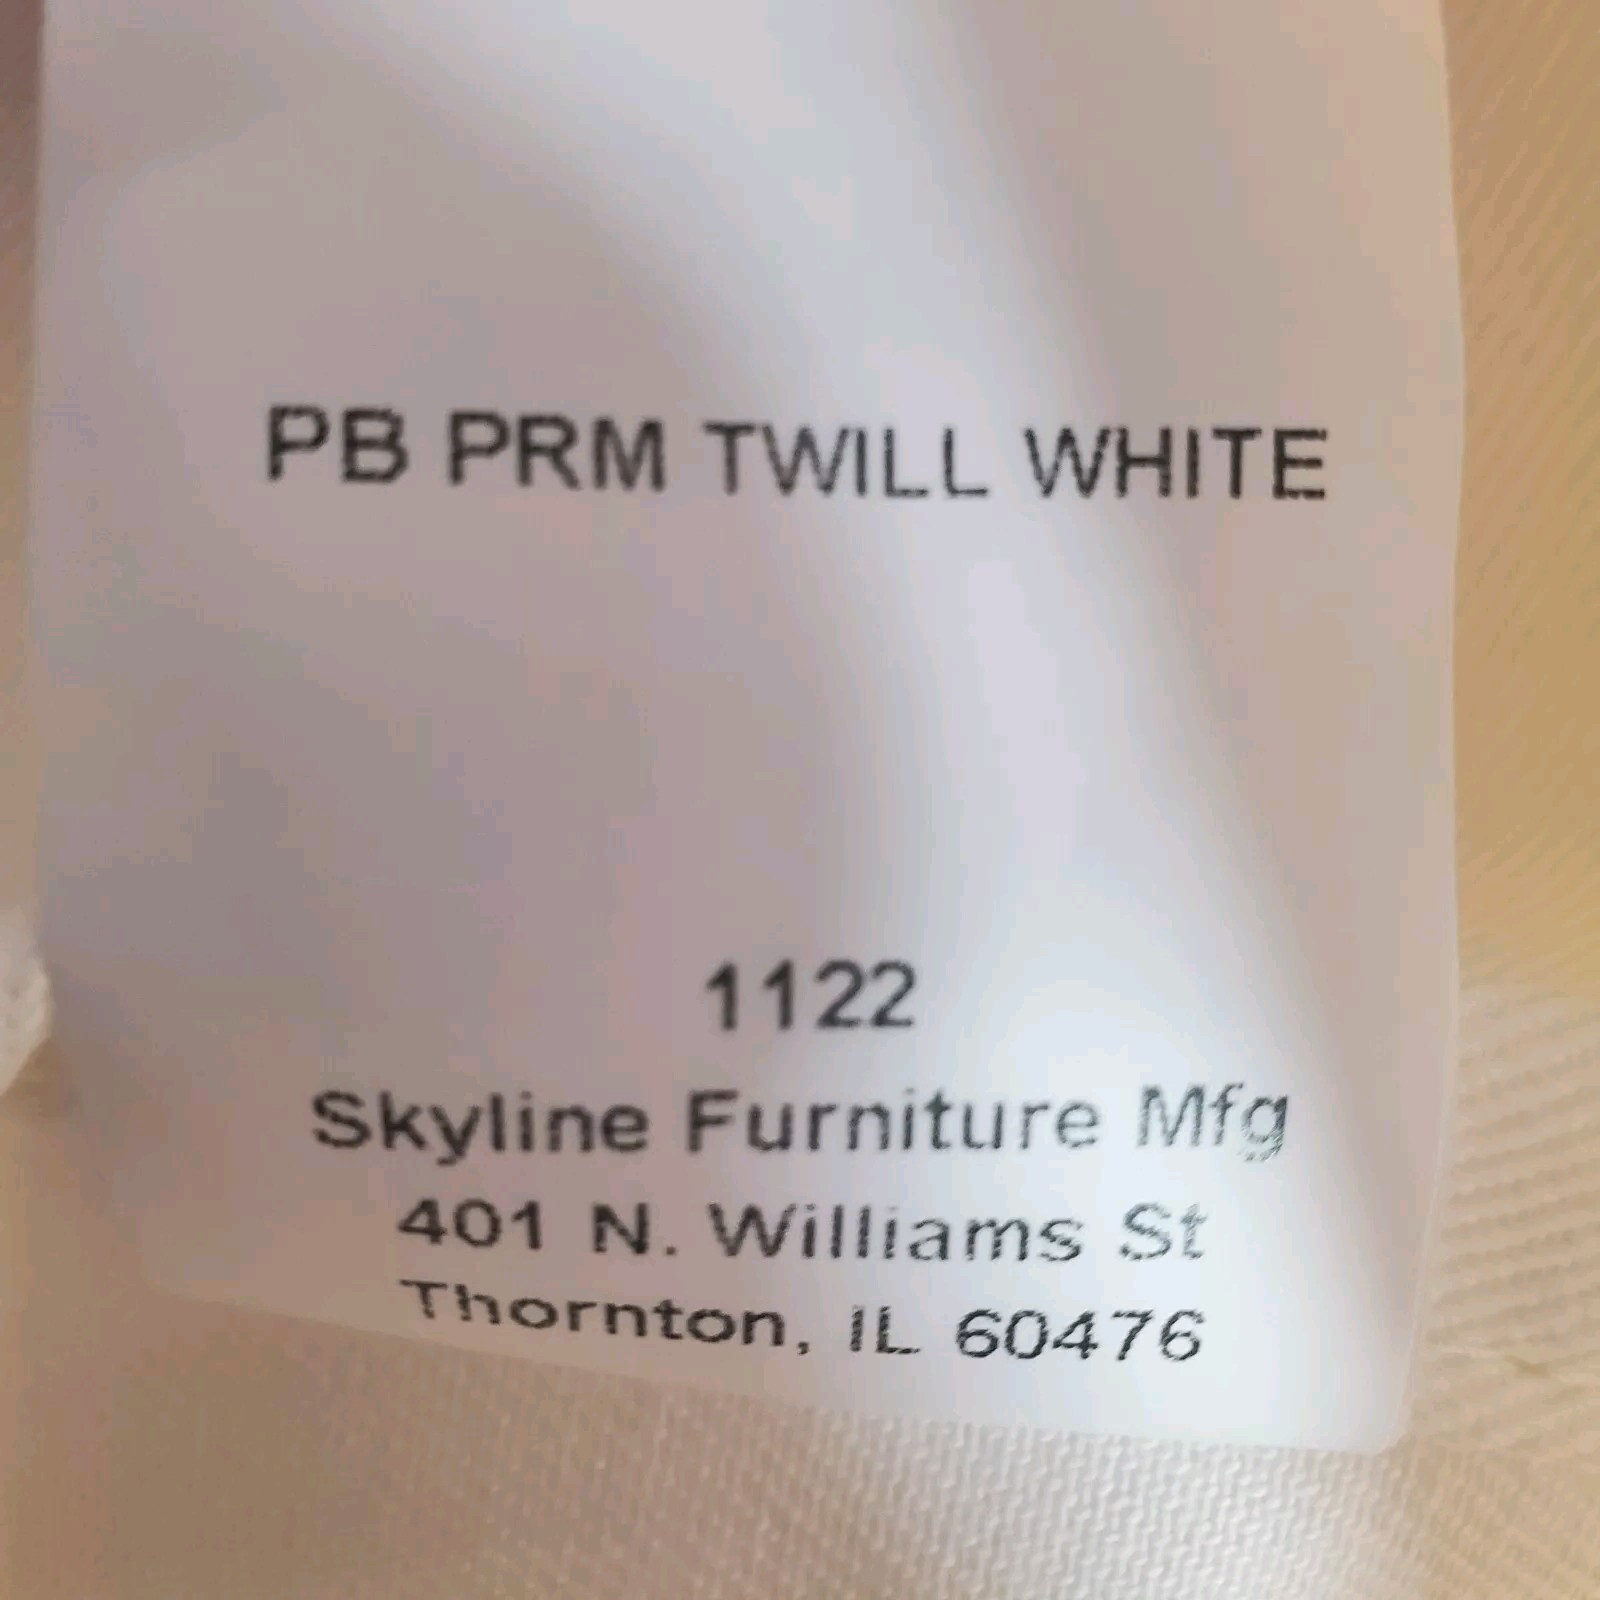 PB PRM TWILL WHITE
1122
Skyline Furniture Mfg
401 N. Williams St
Thornton, IL 60476